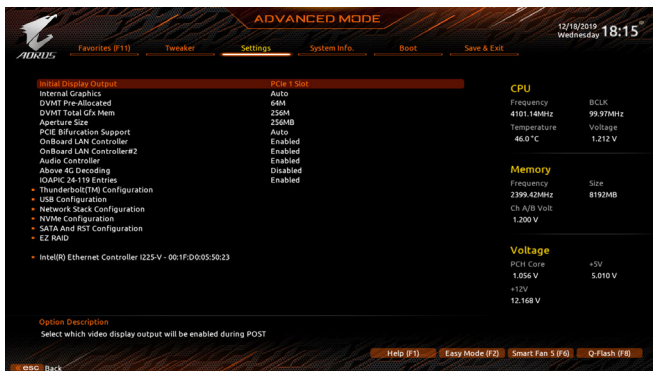 ADVANCED MODE
12/18/2019 Wednesday 18:15
AORUS
Favorites (F11) Tweaker Settings System Info. Boot Save & Exit
Initial Display Output PCIe 1 Slot
Internal Graphics Auto
DVMT Pre-Allocated 64M
DVMT Total Gfx Mem 256M
Aperture Size 256MB
PCIE Bifurcation Support Auto
OnBoard LAN Controller Enabled
OnBoard LAN Controller#2 Enabled
Audio Controller Enabled
Above 4G Decoding Disabled
IOAPIC 24-119 Entries Enabled
Thunderbolt(TM) Configuration
USB Configuration
Network Stack Configuration
NVMe Configuration
SATA And RST Configuration
EZ RAID
Intel(R) Ethernet Controller I225-V - 00:1F:D0:05:50:23
CPU
Frequency BCLK
4101.14MHz 99.97MHz
Temperature Voltage
46.0 °C 1.212 V
Memory
Frequency Size
2399.42MHz 8192MB
Ch A/B Volt
1.200 V
Voltage
PCH Core +5V
1.056 V 5.010 V
+12V
12.168 V
Option Description
Select which video display output will be enabled during POST
Help (F1) Easy Mode (F2) Smart Fan 5 (F6) Q-Flash (F8)
esc Back